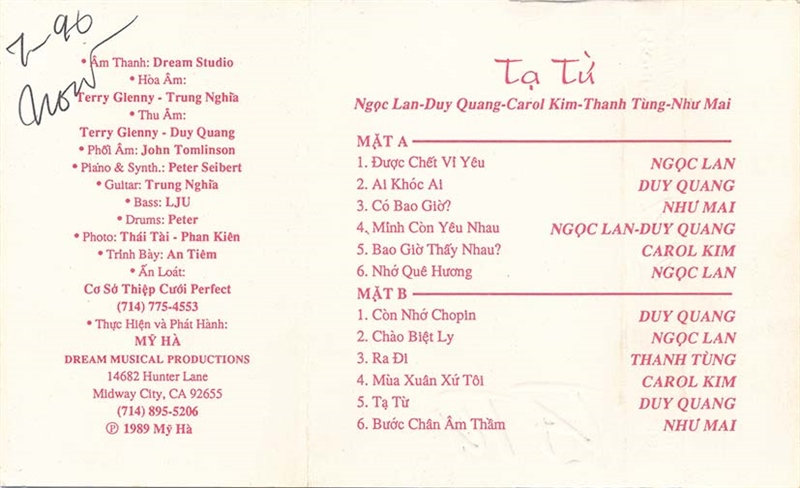 7-96
• Âm Thanh: Dream Studio
• Hòa Âm:
Terry Glenny - Trung Nghĩa
• Thu Âm:
Terry Glenny - Duy Quang
• Phối Âm: John Tomlinson
• Piano & Synth.: Peter Seibert
• Guitar: Trung Nghĩa
• Bass: LJU
• Drums: Peter
• Photo: Thái Tài - Phan Kiên
• Trình Bày: An Tiêm
• Ấn Loát:
Cơ Sở Thiệp Cưới Perfect
(714) 775-4553
• Thực Hiện và Phát Hành:
MỸ HÀ
DREAM MUSICAL PRODUCTIONS
14682 Hunter Lane
Midway City, CA 92655
(714) 895-5206
Ⓟ 1989 Mỹ Hà
Tạ Từ
Ngọc Lan-Duy Quang-Carol Kim-Thanh Tùng-Như Mai
MẶT A
1. Được Chết Vì Yêu NGỌC LAN
2. Ai Khóc Ai DUY QUANG
3. Có Bao Giờ? NHƯ MAI
4. Mình Còn Yêu Nhau NGỌC LAN-DUY QUANG
5. Bao Giờ Thấy Nhau? CAROL KIM
6. Nhớ Quê Hương NGỌC LAN
MẶT B
1. Còn Nhớ Chopin DUY QUANG
2. Chào Biệt Ly NGỌC LAN
3. Ra Đi THANH TÙNG
4. Mùa Xuân Xứ Tôi CAROL KIM
5. Tạ Từ DUY QUANG
6. Bước Chân Âm Thầm NHƯ MAI